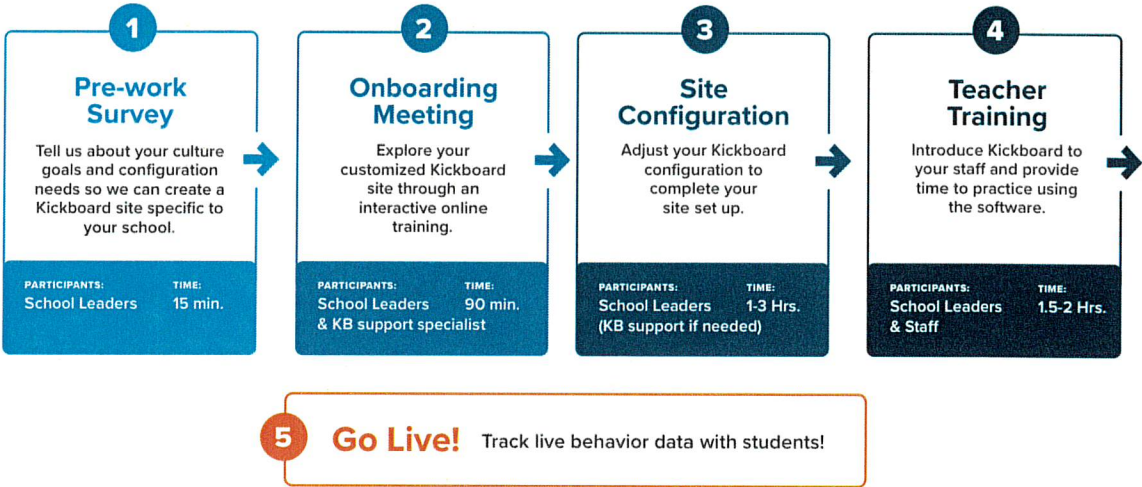 1
Pre-work
Survey
Tell us about your culture
goals and configuration
needs so we can create a
Kickboard site specific to
your school.
PARTICIPANTS: TIME:
School Leaders 15 min.
2
Onboarding
Meeting
Explore your
customized Kickboard
site through an
interactive online
training.
PARTICIPANTS: TIME:
School Leaders 90 min.
& KB support specialist
3
Site
Configuration
Adjust your Kickboard
configuration to
complete your
site set up.
PARTICIPANTS: TIME:
School Leaders 1-3 Hrs.
(KB support if needed)
4
Teacher
Training
Introduce Kickboard to
your staff and provide
time to practice using
the software.
PARTICIPANTS: TIME:
School Leaders 1.5-2 Hrs.
& Staff
5 Go Live! Track live behavior data with students!